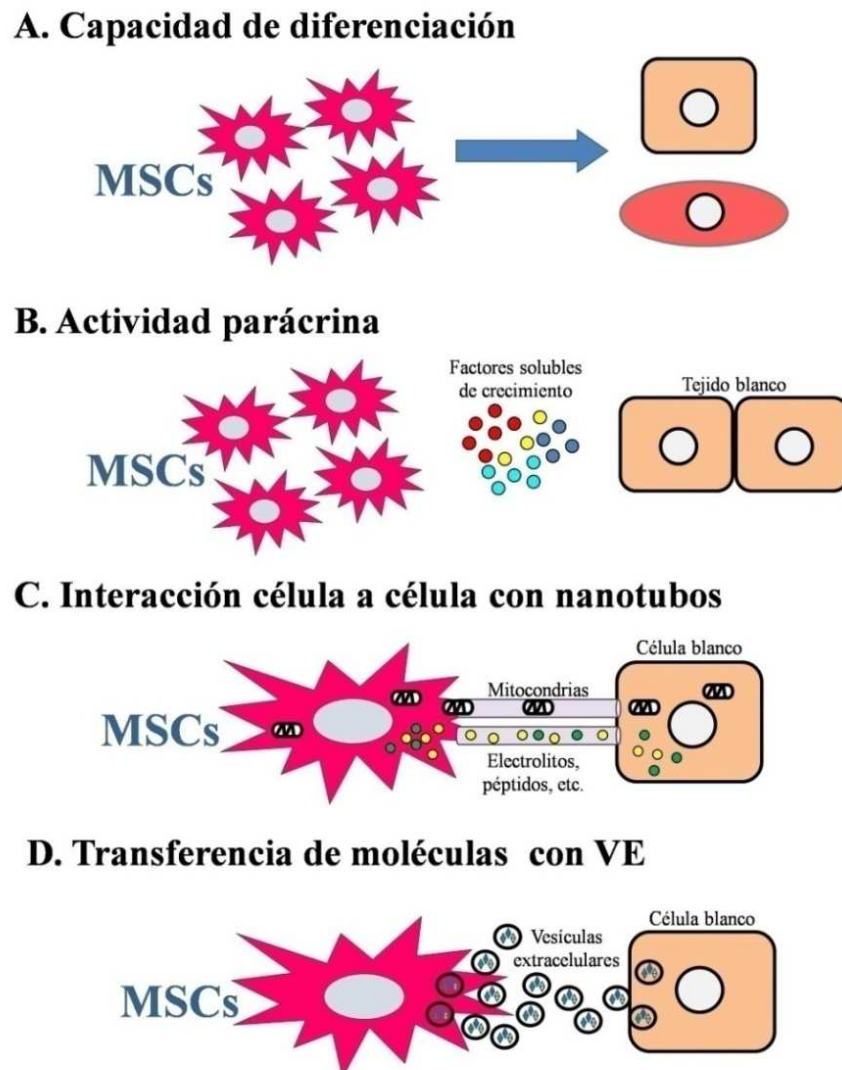 A. Capacidad de diferenciación
MSCs
B. Actividad parácrina
Factores solubles
de crecimiento
Tejido blanco
MSCs
C. Interacción célula a célula con nanotubos
Célula blanco
Mitocondrias
MSCs
Electrolitos,
péptidos, etc.
D. Transferencia de moléculas  con VE
Célula blanco
Vesículas
extracelulares
MSCs